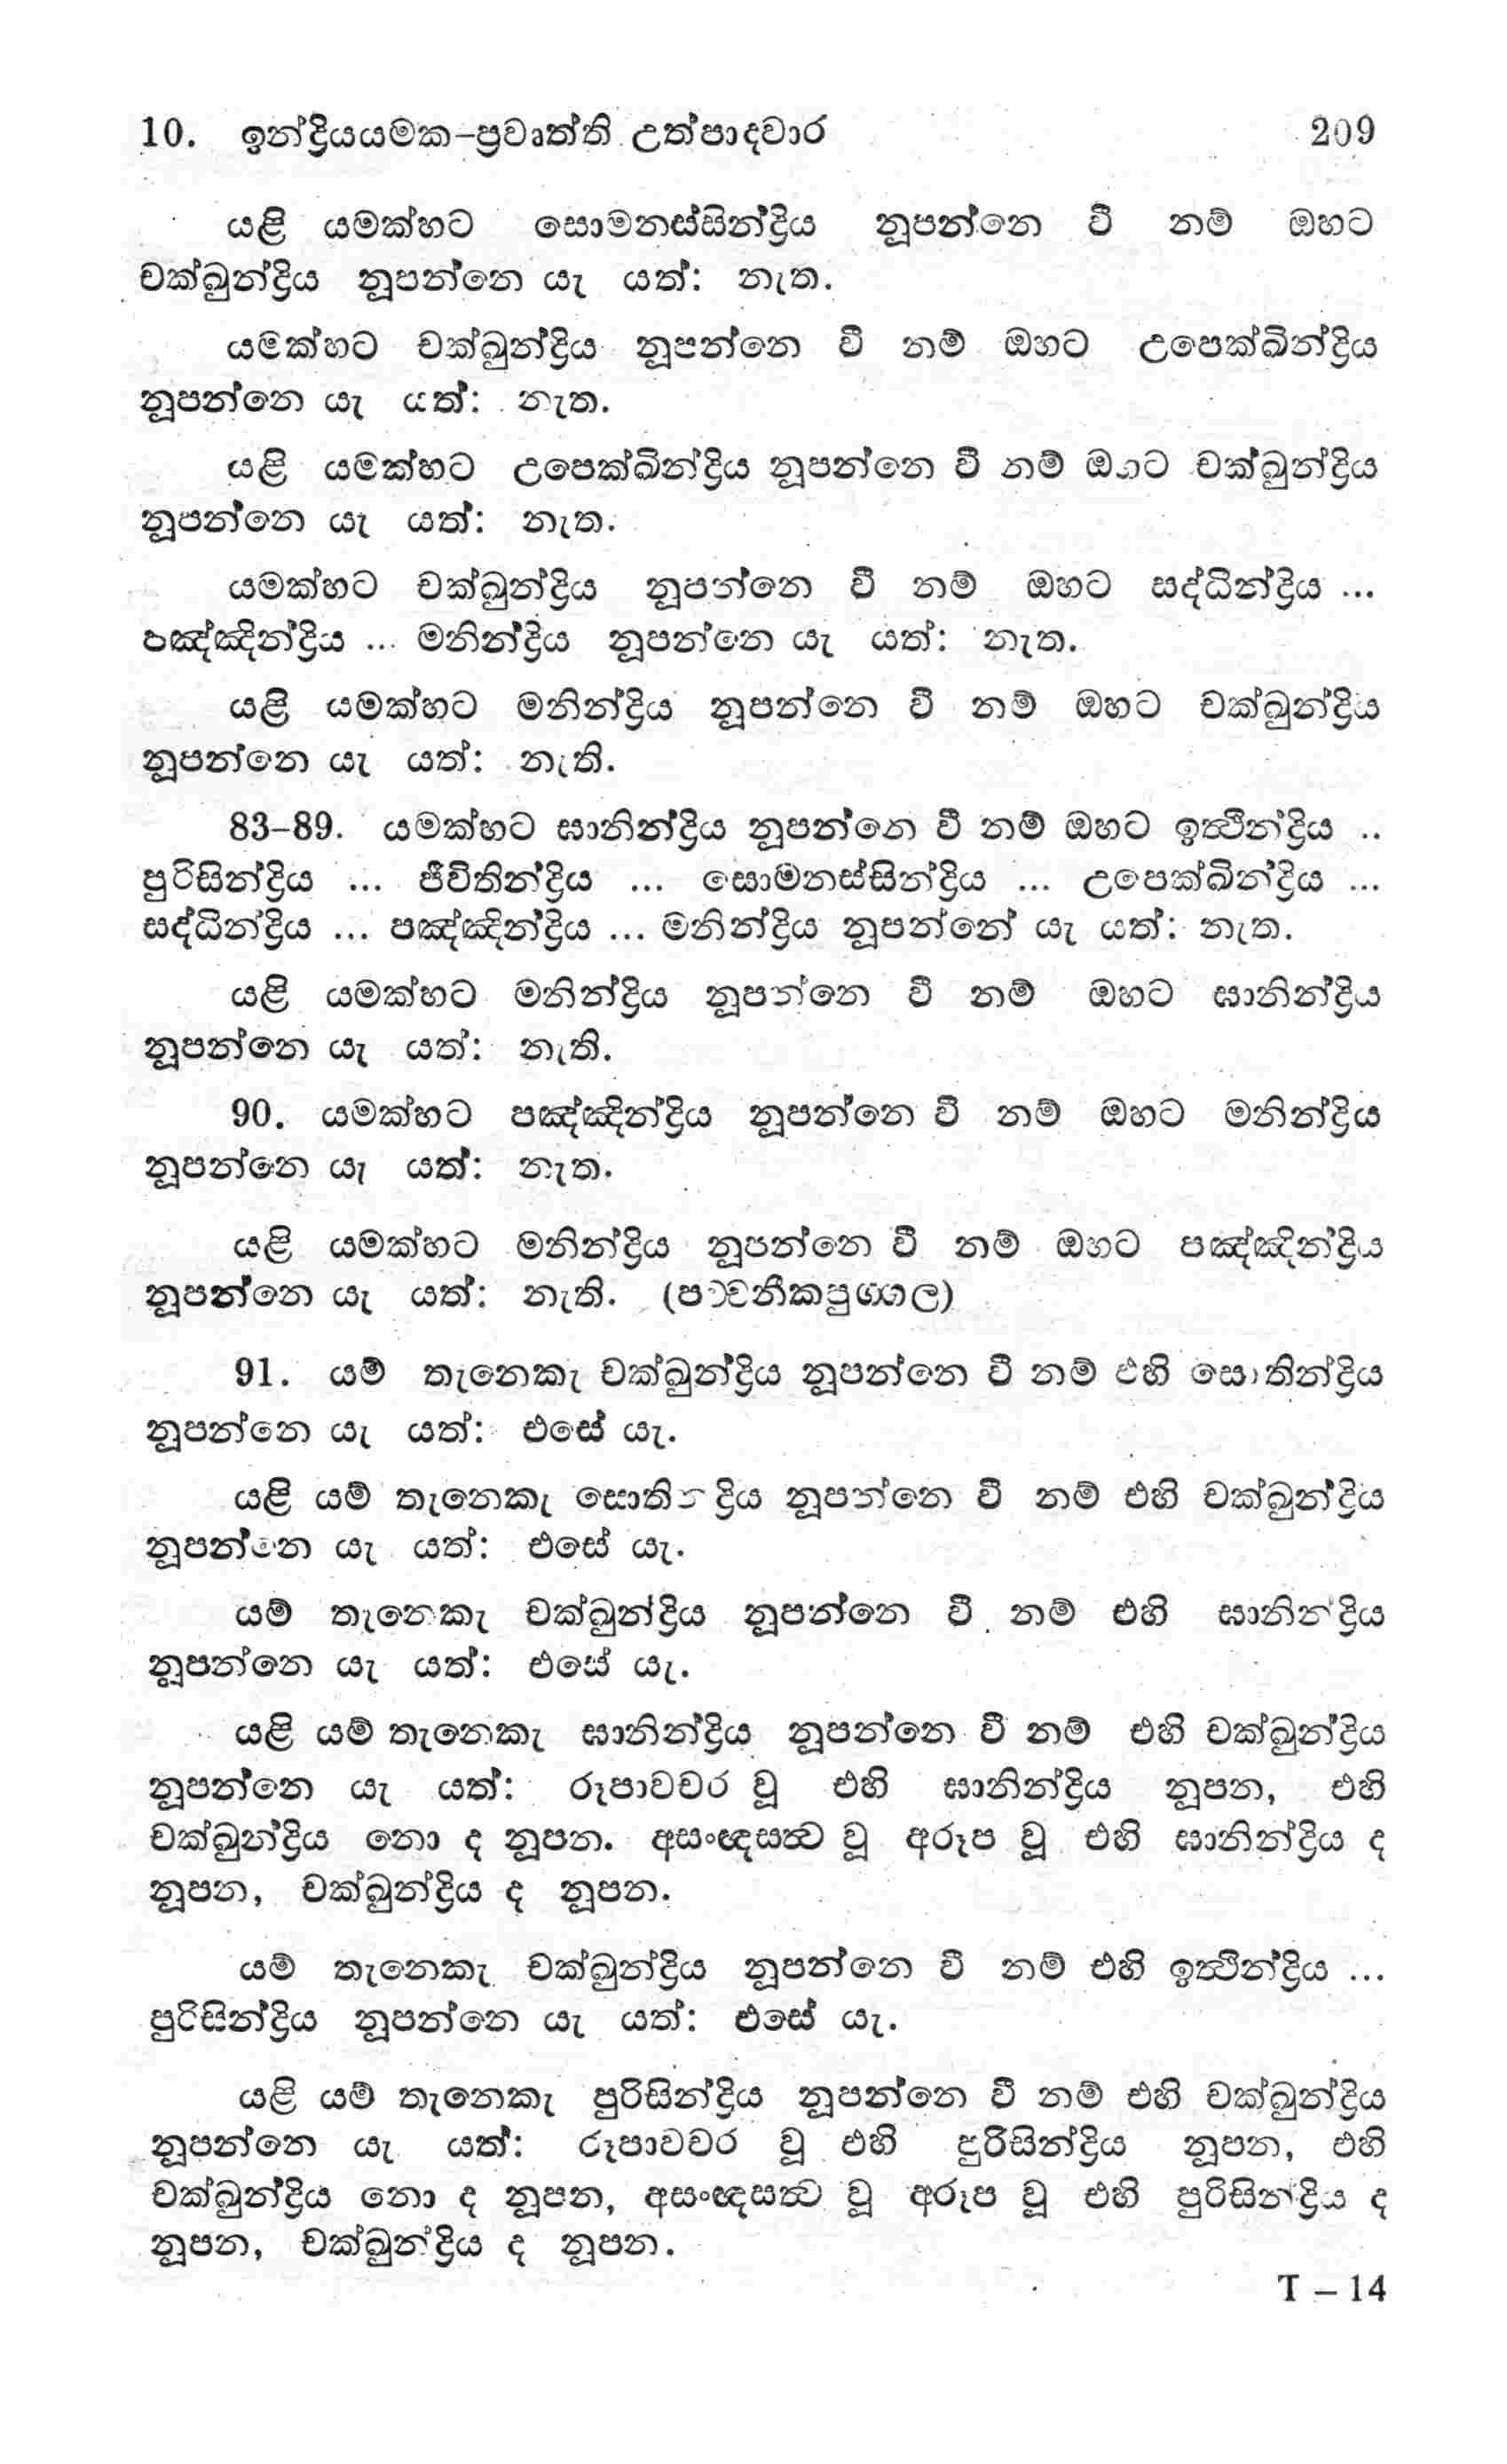 10. ඉන්ද්‍රියයමක-ප්‍රවෘත්ති උත්පාදවාර 209
යළි යමක්හට සොමනස්සින්ද්‍රිය නූපන්නෙ වී නම් ඔහට
චක්ඛුන්ද්‍රිය නූපන්නෙ යැ යත්: නැත.
යමක්හට චක්ඛුන්ද්‍රිය නූපන්නෙ වී නම් ඔහට උපෙක්ඛින්ද්‍රිය
නූපන්නෙ යැ යත්: නැත.
යළි යමක්හට උපෙක්ඛින්ද්‍රිය නූපන්නෙ වී නම් ඔහට චක්ඛුන්ද්‍රිය
නූපන්නෙ යැ යත්: නැත.
යමක්හට චක්ඛුන්ද්‍රිය නූපන්නෙ වී නම් ඔහට සද්ධින්ද්‍රිය ...
පඤ්ඤින්ද්‍රිය ... මනින්ද්‍රිය නූපන්නෙ යැ යත්: නැත.
යළි යමක්හට මනින්ද්‍රිය නූපන්නෙ වී නම් ඔහට චක්ඛුන්ද්‍රිය
නූපන්නෙ යැ යත්: නැති.
83-89. යමක්හට ඝානින්ද්‍රිය නූපන්නෙ වී නම් ඔහට ඉත්‍ථින්ද්‍රිය ..
පුරිසින්ද්‍රිය ... ජීවිතින්ද්‍රිය ... සොමනස්සින්ද්‍රිය ... උපෙක්ඛින්ද්‍රිය ...
සද්ධින්ද්‍රිය ... පඤ්ඤින්ද්‍රිය ... මනින්ද්‍රිය නූපන්නේ යැ යත්: නැත.
යළි යමක්හට මනින්ද්‍රිය නූපන්නෙ වී නම් ඔහට ඝානින්ද්‍රිය
නූපන්නෙ යැ යත්: නැති.
90. යමක්හට පඤ්ඤින්ද්‍රිය නූපන්නෙ වී නම් ඔහට මනින්ද්‍රිය
නූපන්නෙ යැ යත්: නැත.
යළි යමක්හට මනින්ද්‍රිය නූපන්නෙ වී නම් ඔහට පඤ්ඤින්ද්‍රිය
නූපන්නෙ යැ යත්: නැති. (පච්චනීකපුග්ගල)
91. යම් තැනෙකැ චක්ඛුන්ද්‍රිය නූපන්නෙ වී නම් එහි සොතින්ද්‍රිය
නූපන්නෙ යැ යත්: එසේ යැ.
යළි යම් තැනෙකැ සොතින්ද්‍රිය නූපන්නෙ වී නම් එහි චක්ඛුන්ද්‍රිය
නූපන්නෙ යැ යත්: එසේ යැ.
යම් තැනෙකැ චක්ඛුන්ද්‍රිය නූපන්නෙ වී නම් එහි ඝානින්ද්‍රිය
නූපන්නෙ යැ යත්: එසේ යැ.
යළි යම් තැනෙකැ ඝානින්ද්‍රිය නූපන්නෙ වී නම් එහි චක්ඛුන්ද්‍රිය
නූපන්නෙ යැ යත්: රූපාවචර වූ එහි ඝානින්ද්‍රිය නූපන, එහි
චක්ඛුන්ද්‍රිය නො ද නූපන. අසංඥසත්‍ව වූ අරූප වූ එහි ඝානින්ද්‍රිය ද
නූපන, චක්ඛුන්ද්‍රිය ද නූපන.
යම් තැනෙකැ චක්ඛුන්ද්‍රිය නූපන්නෙ වී නම් එහි ඉත්‍ථින්ද්‍රිය ...
පුරිසින්ද්‍රිය නූපන්නෙ යැ යත්: එසේ යැ.
යළි යම් තැනෙකැ පුරිසින්ද්‍රිය නූපන්නෙ වී නම් එහි චක්ඛුන්ද්‍රිය
නූපන්නෙ යැ යත්: රූපාවචර වූ එහි පුරිසින්ද්‍රිය නූපන, එහි
චක්ඛුන්ද්‍රිය නො ද නූපන, අසංඥසත්‍ව වූ අරූප වූ එහි පුරිසින්ද්‍රිය ද
නූපන, චක්ඛුන්ද්‍රිය ද නූපන.
T - 14